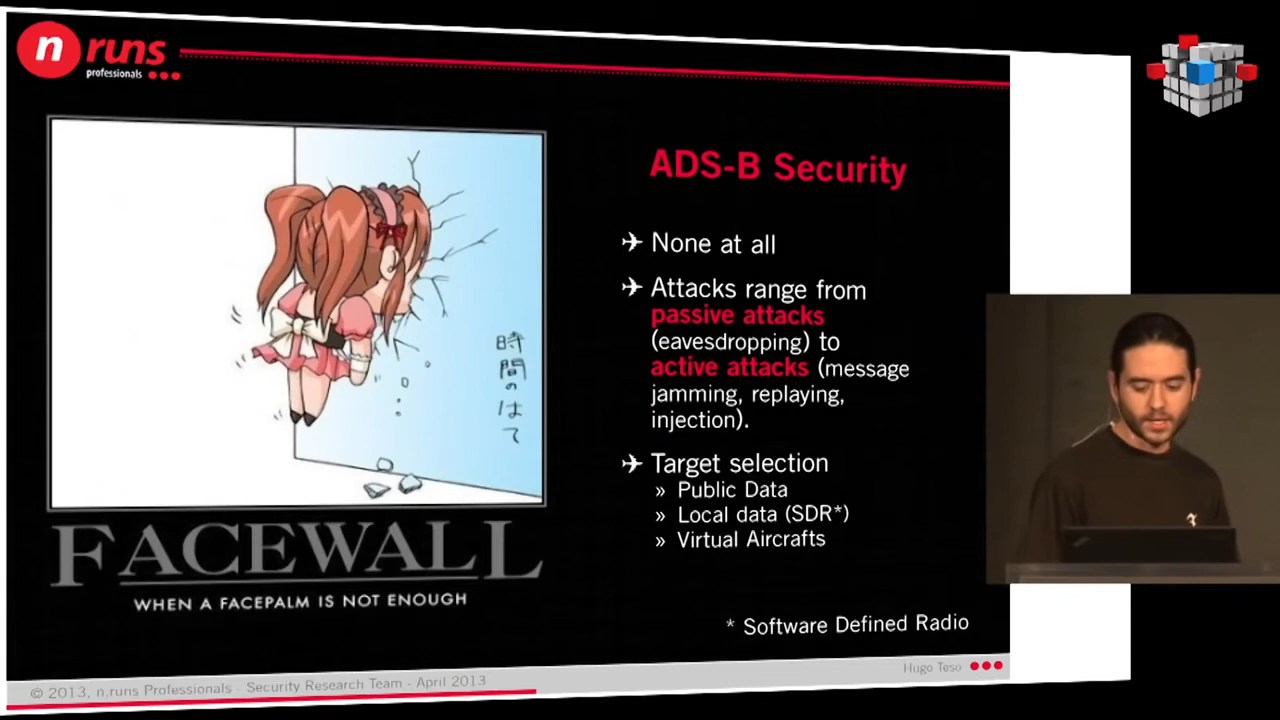 n runs
professionals
ADS-B Security
None at all
Attacks range from
passive attacks
(eavesdropping) to
active attacks (message
jamming, replaying,
injection).
Target selection
» Public Data
» Local data (SDR*)
» Virtual Aircrafts
* Software Defined Radio
時間のはて
FACEWALL
WHEN A FACEPALM IS NOT ENOUGH
© 2013, n.runs Professionals - Security Research Team - April 2013
Hugo Teso